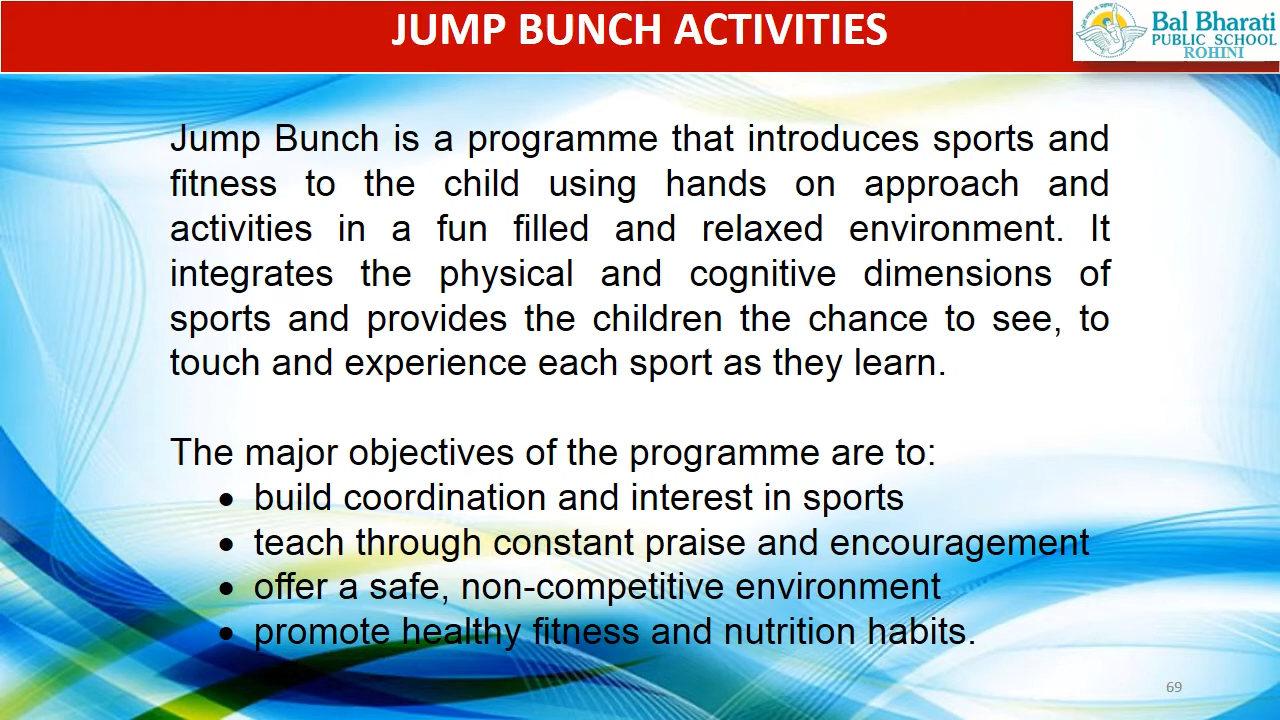 JUMP BUNCH ACTIVITIES
Bal Bharati
PUBLIC SCHOOL
ROHINI
Jump Bunch is a programme that introduces sports and
fitness to the child using hands on approach and
activities in a fun filled and relaxed environment. It
integrates the physical and cognitive dimensions of
sports and provides the children the chance to see, to
touch and experience each sport as they learn.
The major objectives of the programme are to:
• build coordination and interest in sports
• teach through constant praise and encouragement
• offer a safe, non-competitive environment
• promote healthy fitness and nutrition habits.
69